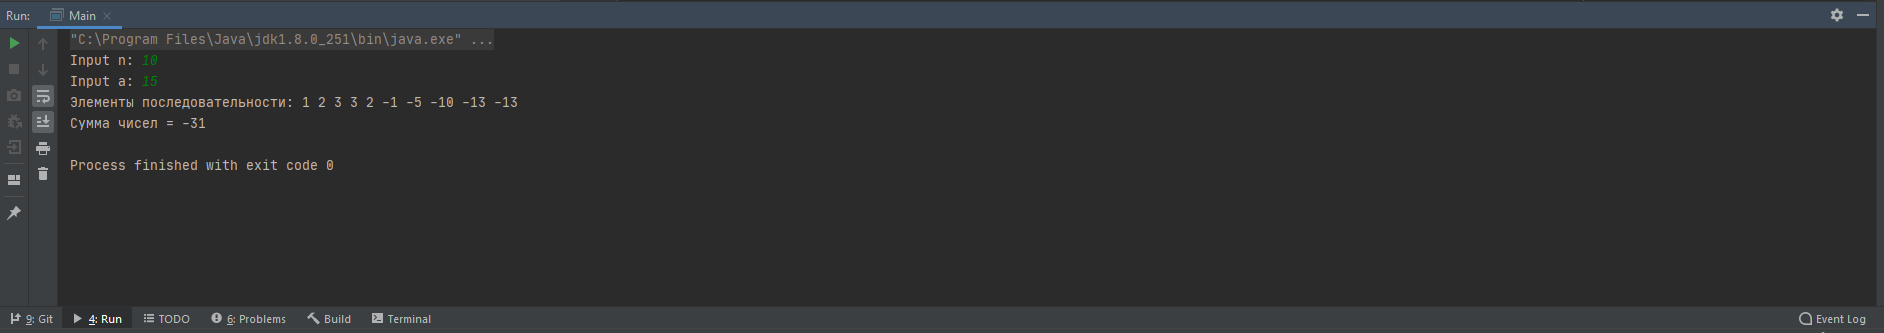 Run: Main
"C:\Program Files\Java\jdk1.8.0_251\bin\java.exe" ...
Input n: 10
Input a: 15
Элементы последовательности: 1 2 3 3 2 -1 -5 -10 -13 -13
Сумма чисел = -31
Process finished with exit code 0
9: Git 4: Run TODO 6: Problems Build Terminal Event Log